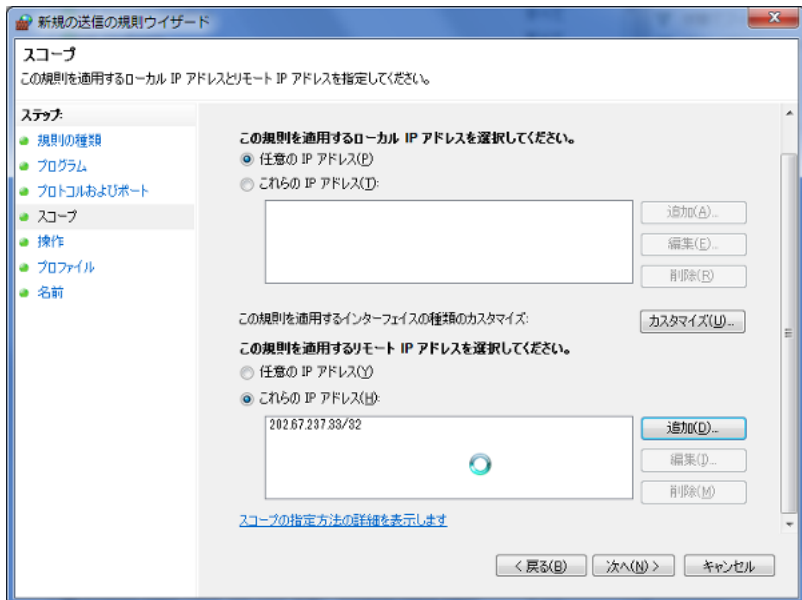 新規の送信の規則ウィザード
スコープ
この規則を適用するローカル IP アドレスとリモート IP アドレスを指定してください。
ステップ:
規則の種類
プログラム
プロトコルおよびポート
スコープ
操作
プロファイル
名前
この規則を適用するローカル IP アドレスを選択してください。
任意の IP アドレス(P)
これらの IP アドレス(T):
追加(A)...
編集(E)...
削除(R)
この規則を適用するインターフェイスの種類のカスタマイズ:
カスタマイズ(U)...
この規則を適用するリモート IP アドレスを選択してください。
任意の IP アドレス(Y)
これらの IP アドレス(H):
202.67.237.33/32
追加(D)...
編集(I)...
削除(M)
スコープの指定方法の詳細を表示します
< 戻る(B)
次へ(N) >
キャンセル